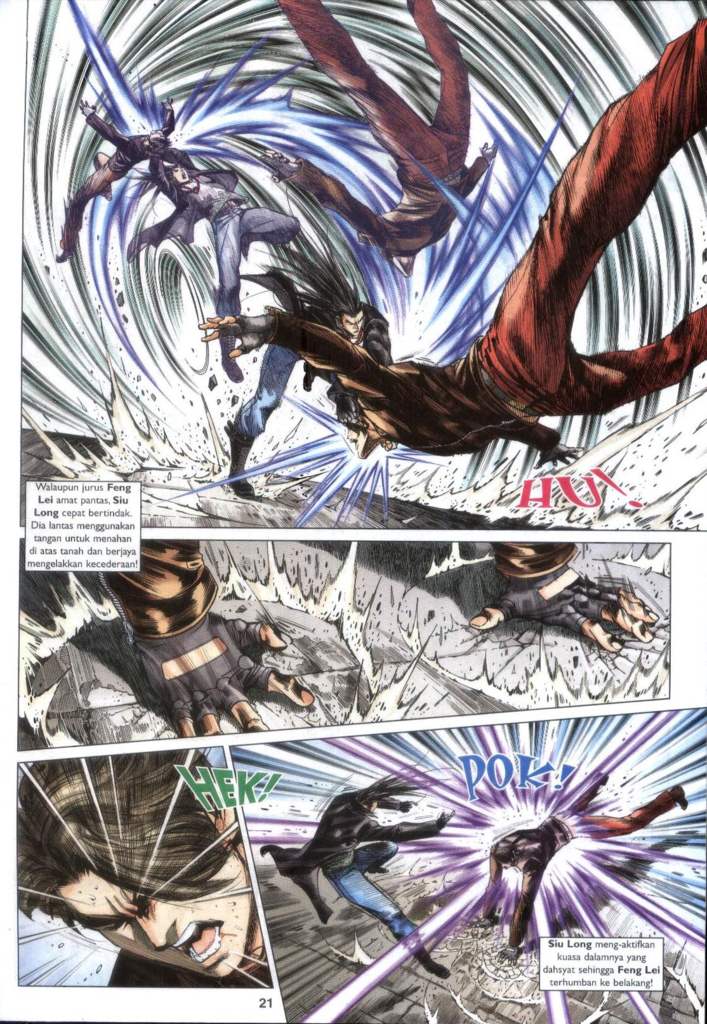 HU!
Walaupun jurus Feng
Lei amat pantas, Siu
Long cepat bertindak.
Dia lantas menggunakan
tangan untuk menahan
di atas tanah dan berjaya
mengelakkan kecederaan!
HEK!
POK!
Siu Long meng-aktifkan
kuasa dalamnya yang
dahsyat sehingga Feng Lei
terhumban ke belakang!
21